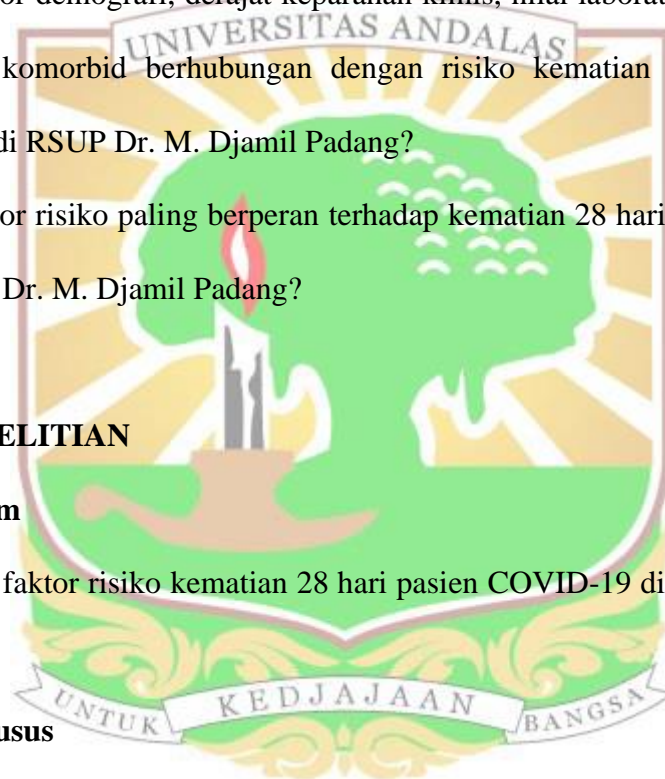 or demografi, derajat keparahan klinis, nilai laborat
UNIVERSITAS ANDALAS
komorbid berhubungan dengan risiko kematian
di RSUP Dr. M. Djamil Padang?
or risiko paling berperan terhadap kematian 28 hari
Dr. M. Djamil Padang?
ELITIAN
m
faktor risiko kematian 28 hari pasien COVID-19 di
UNTUK KEDJAJAAN BANGSA
usus